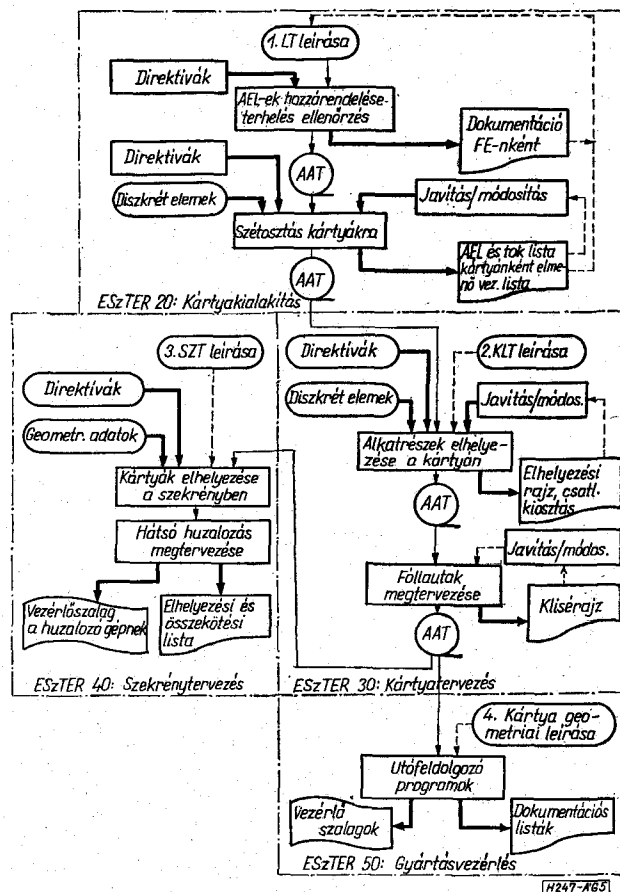 1. LT leírása
Direktívák
AEL-ek hozzárendelése-
terhelés ellenőrzés
Dokumentáció
FE-nként
Direktívák
AAT
Diszkrét elemek
Javítás/módosítás
Szétosztás kártyákra
AEL és tok lista
kártyánként elme-
nő vez. lista
AAT
ESzTER 20: Kártyakialakítás
3. SZT leírása
Direktívák
Geometr. adatok
Kártyák elhelyezése
a szekrényben
Hátsó huzalozás
megtervezése
Vezérlőszalag
a huzalozó gépnek
Elhelyezési és
összekötési
lista
ESzTER 40: Szekrénytervezés
Direktívák
2. KLT leírása
Diszkrét elemek
Javítás/módos.
Alkatrészek elhelye-
zése a kártyán
Elhelyezési
rajz, csatl.
kiosztás
AAT
Javítás/módos.
Fóliautak
megtervezése
Klisérajz
AAT
ESzTER 30: Kártyatervezés
4. Kártya geo-
metriai leírása
Utófeldolgozó
programok
Vezérlő
szalagok
Dokumentációs
listák
ESzTER 50: Gyártásvezérlés
H247-AG5